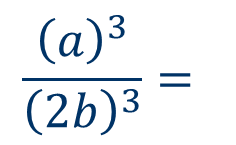 (a)³
(2b)³ =